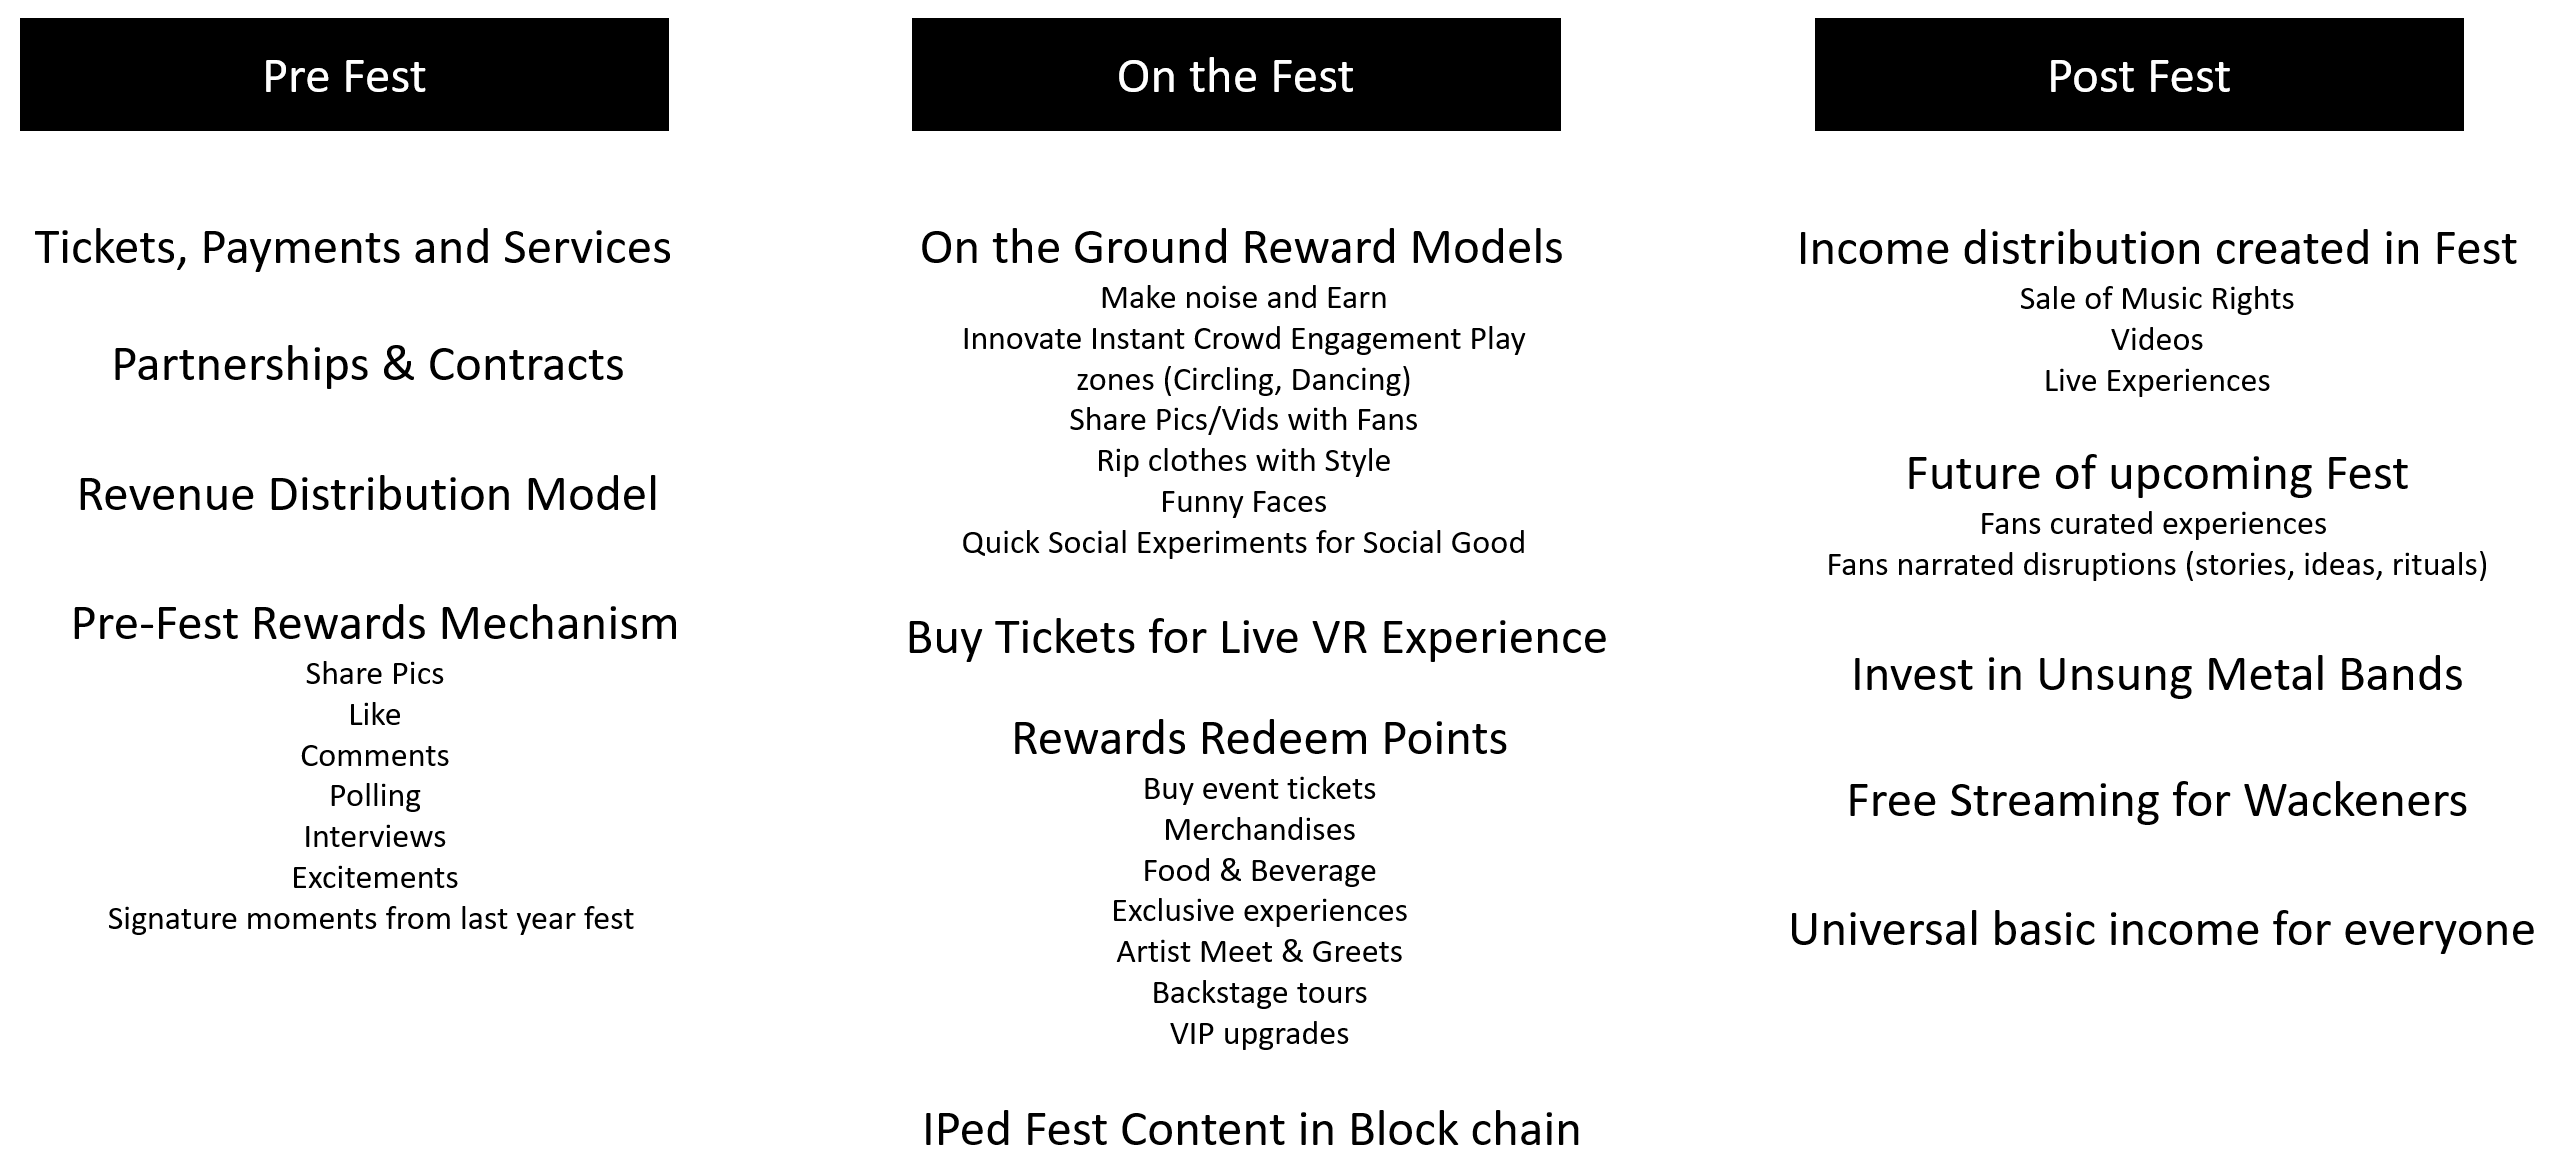 Pre Fest
Tickets, Payments and Services
Partnerships & Contracts
Revenue Distribution Model
Pre-Fest Rewards Mechanism
Share Pics
Like
Comments
Polling
Interviews
Excitements
Signature moments from last year fest
On the Fest
On the Ground Reward Models
Make noise and Earn
Innovate Instant Crowd Engagement Play
zones (Circling, Dancing)
Share Pics/Vids with Fans
Rip clothes with Style
Funny Faces
Quick Social Experiments for Social Good
Buy Tickets for Live VR Experience
Rewards Redeem Points
Buy event tickets
Merchandises
Food & Beverage
Exclusive experiences
Artist Meet & Greets
Backstage tours
VIP upgrades
IPed Fest Content in Block chain
Post Fest
Income distribution created in Fest
Sale of Music Rights
Videos
Live Experiences
Future of upcoming Fest
Fans curated experiences
Fans narrated disruptions (stories, ideas, rituals)
Invest in Unsung Metal Bands
Free Streaming for Wackeners
Universal basic income for everyone